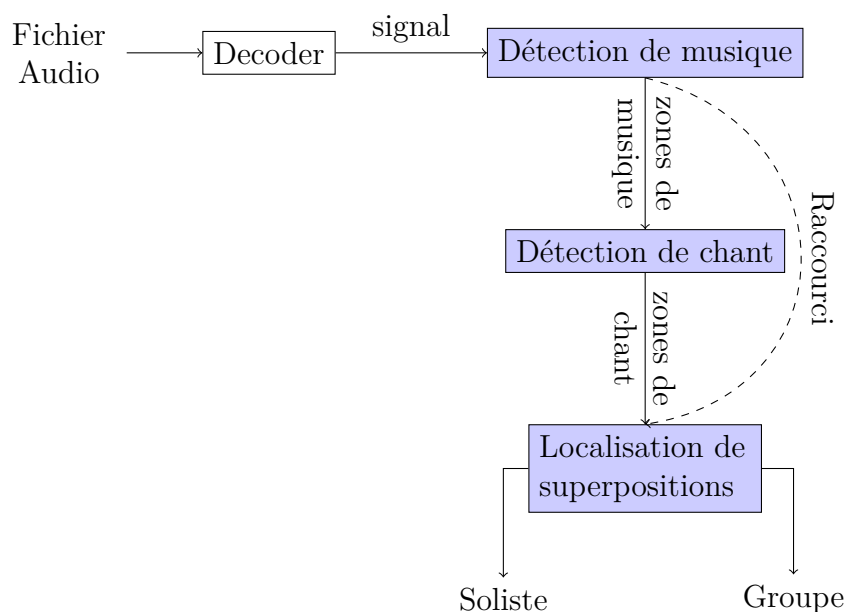 Fichier
Audio
Decoder
signal
Détection de musique
zones de
musique
Raccourci
Détection de chant
zones de
chant
Localisation de
superpositions
Soliste
Groupe